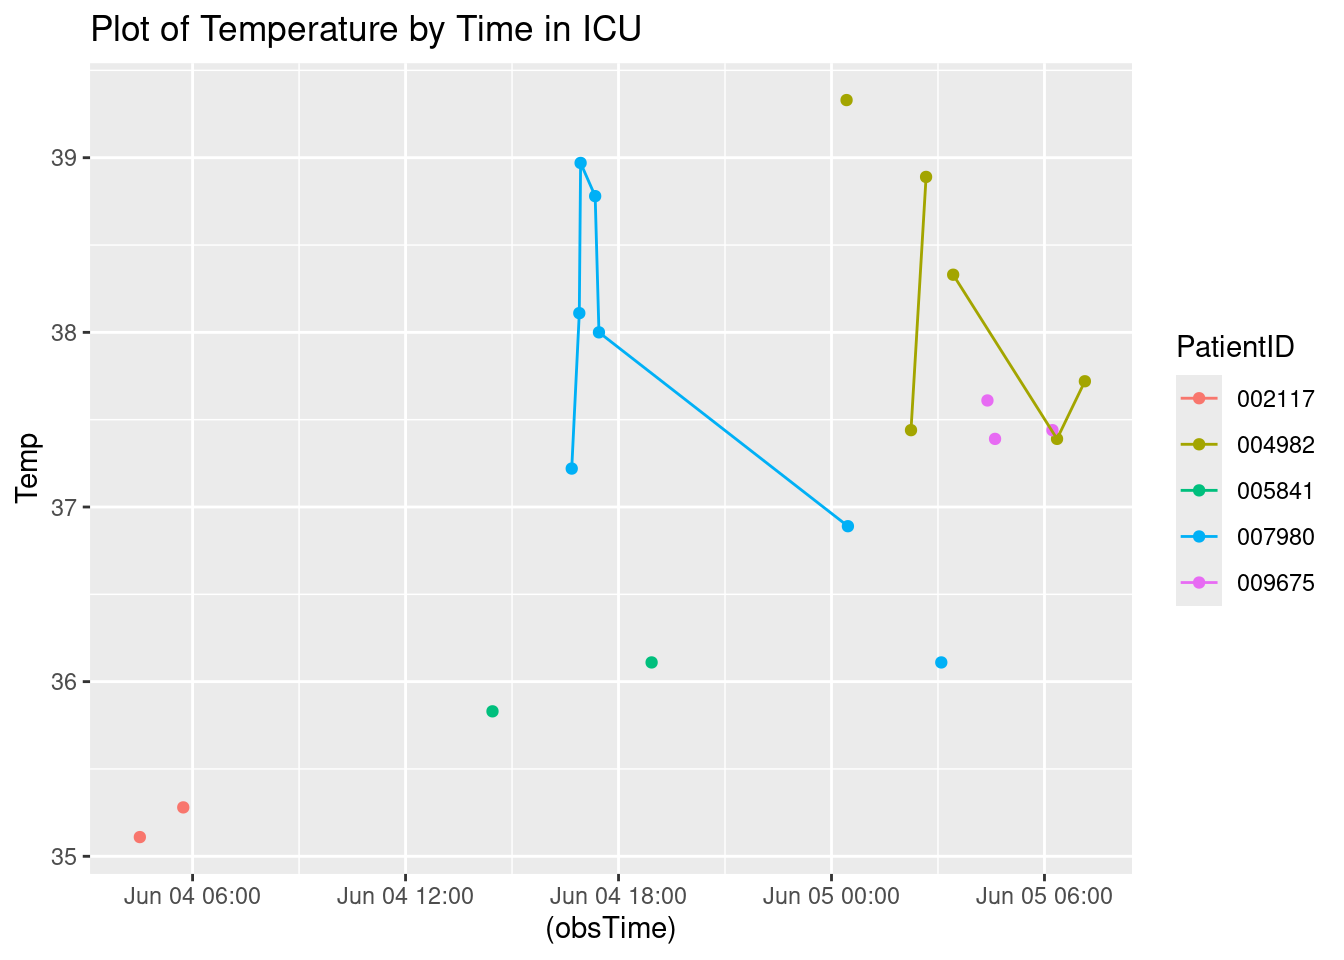 Plot of Temperature by Time in ICU
39
38
37
36
35
Temp
Jun 04 06:00 Jun 04 12:00 Jun 04 18:00 Jun 05 00:00 Jun 05 06:00
(obsTime)
PatientID
002117
004982
005841
007980
009675